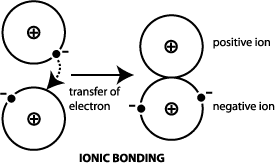 positive ion
transfer of
electron
negative ion
IONIC BONDING